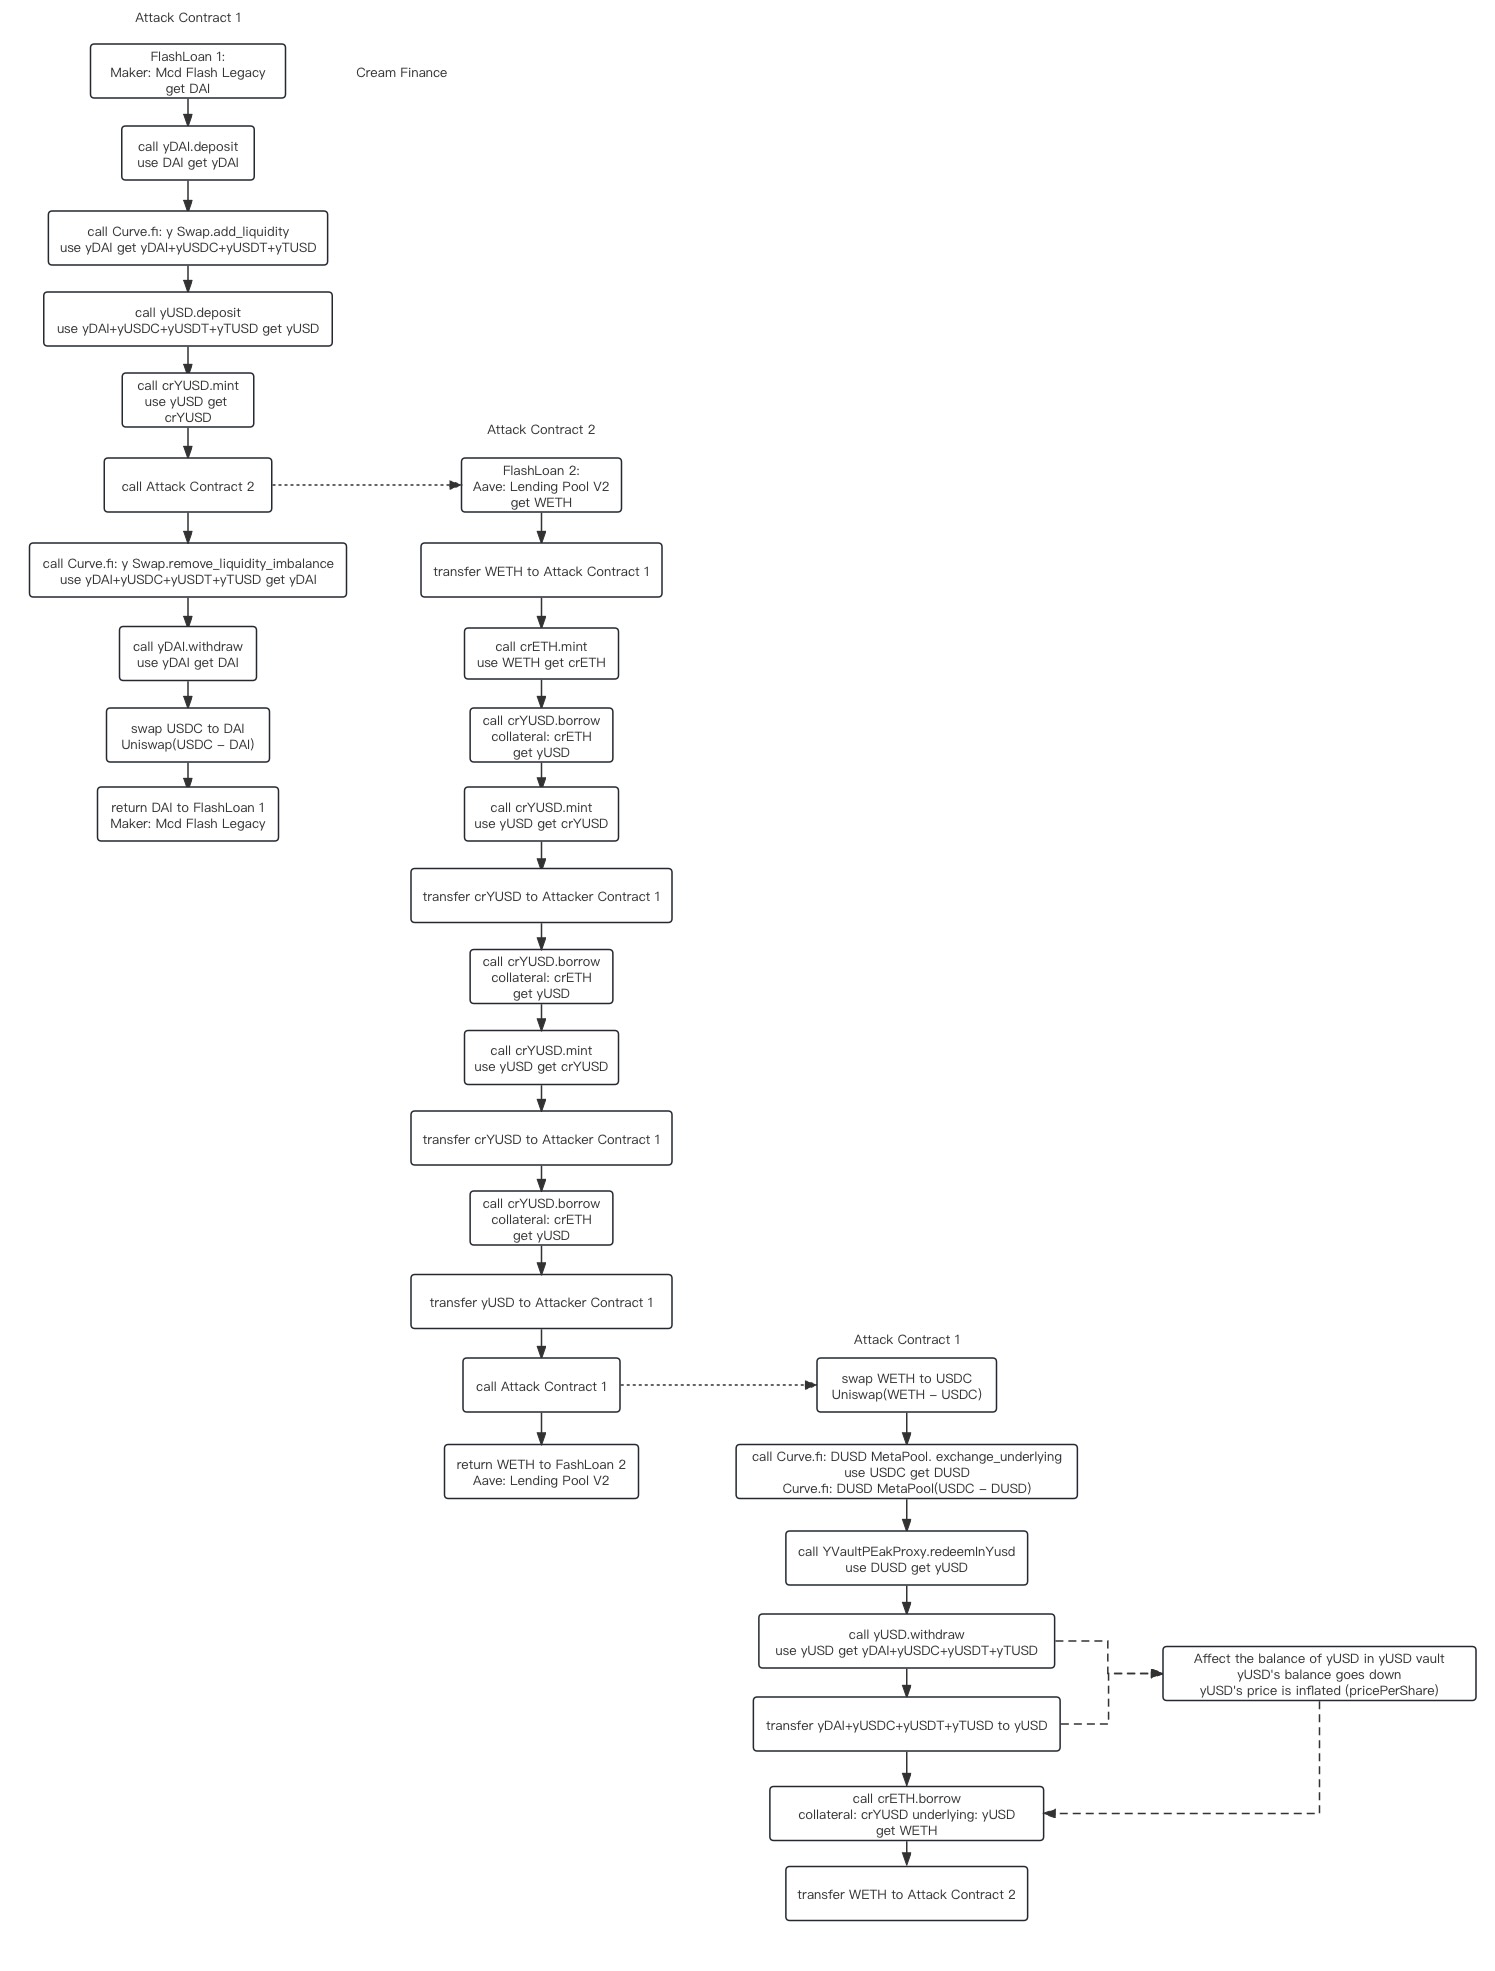 Attack Contract 1
FlashLoan 1:
Maker: Mcd Flash Legacy
get DAI
Cream Finance
call yDAI.deposit
use DAI get yDAI
call Curve.fi: y Swap.add_liquidity
use yDAI get yDAI+yUSDC+yUSDT+yTUSD
call yUSD.deposit
use yDAI+yUSDC+yUSDT+yTUSD get yUSD
call crYUSD.mint
use yUSD get
crYUSD
call Attack Contract 2
call Curve.fi: y Swap.remove_liquidity_imbalance
use yDAI+yUSDC+yUSDT+yTUSD get yDAI
call yDAI.withdraw
use yDAI get DAI
swap USDC to DAI
Uniswap(USDC – DAI)
return DAI to FlashLoan 1
Maker: Mcd Flash Legacy
Attack Contract 2
FlashLoan 2:
Aave: Lending Pool V2
get WETH
transfer WETH to Attack Contract 1
call crETH.mint
use WETH get crETH
call crYUSD.borrow
collateral: crETH
get yUSD
call crYUSD.mint
use yUSD get crYUSD
transfer crYUSD to Attacker Contract 1
call crYUSD.borrow
collateral: crETH
get yUSD
call crYUSD.mint
use yUSD get crYUSD
transfer crYUSD to Attacker Contract 1
call crYUSD.borrow
collateral: crETH
get yUSD
transfer yUSD to Attacker Contract 1
call Attack Contract 1
return WETH to FashLoan 2
Aave: Lending Pool V2
Attack Contract 1
swap WETH to USDC
Uniswap(WETH – USDC)
call Curve.fi: DUSD MetaPool. exchange_underlying
use USDC get DUSD
Curve.fi: DUSD MetaPool(USDC – DUSD)
call YVaultPEakProxy.redeemInYusd
use DUSD get yUSD
call yUSD.withdraw
use yUSD get yDAI+yUSDC+yUSDT+yTUSD
transfer yDAI+yUSDC+yUSDT+yTUSD to yUSD
Affect the balance of yUSD in yUSD vault
yUSD's balance goes down
yUSD's price is inflated (pricePerShare)
call crETH.borrow
collateral: crYUSD underlying: yUSD
get WETH
transfer WETH to Attack Contract 2